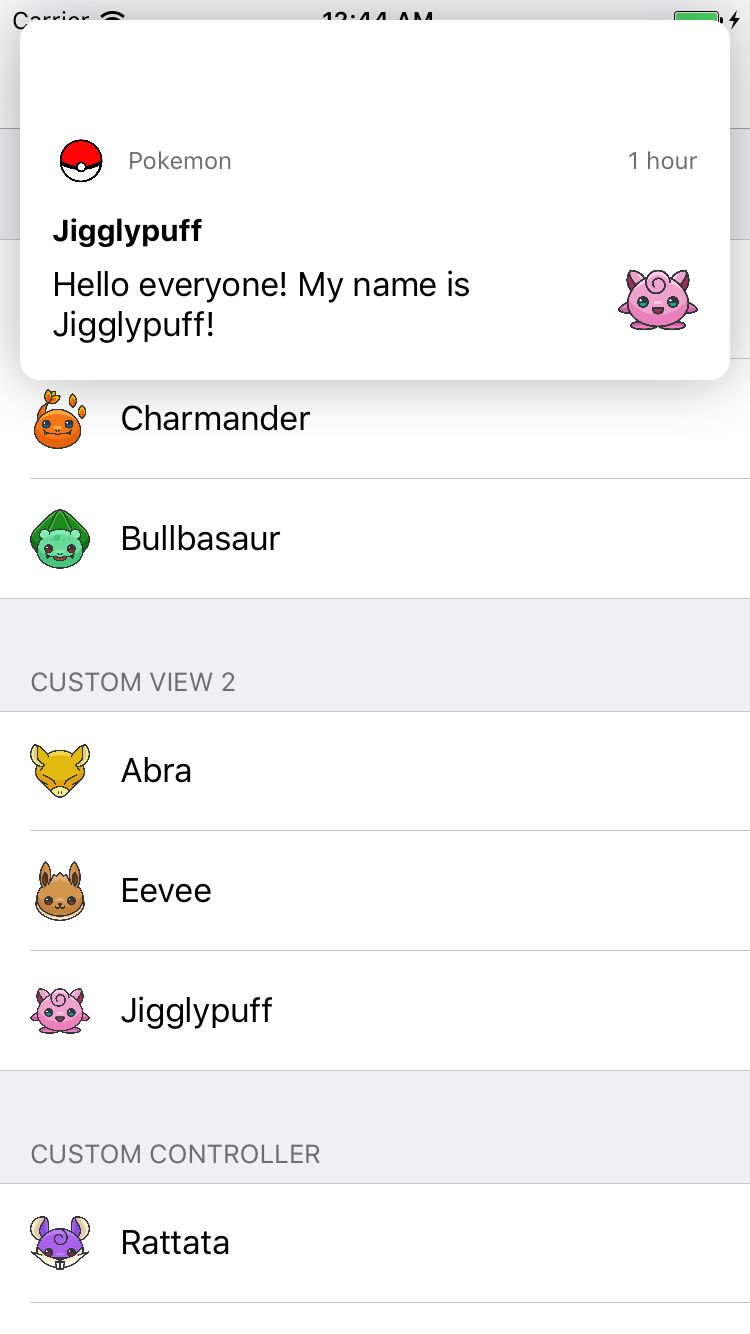 Carrier 12:44 AM
Pokemon 1 hour
Jigglypuff
Hello everyone! My name is
Jigglypuff!
Charmander
Bullbasaur
CUSTOM VIEW 2
Abra
Eevee
Jigglypuff
CUSTOM CONTROLLER
Rattata